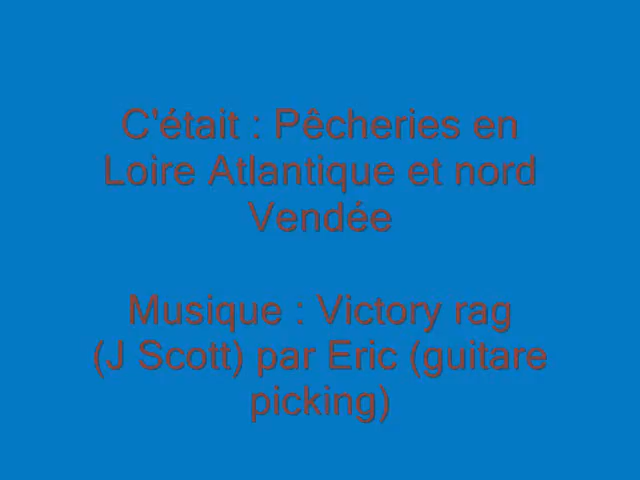 C'était : Pêcheries en
Loire Atlantique et nord
Vendée
Musique : Victory rag
(J Scott) par Eric (guitare
picking)